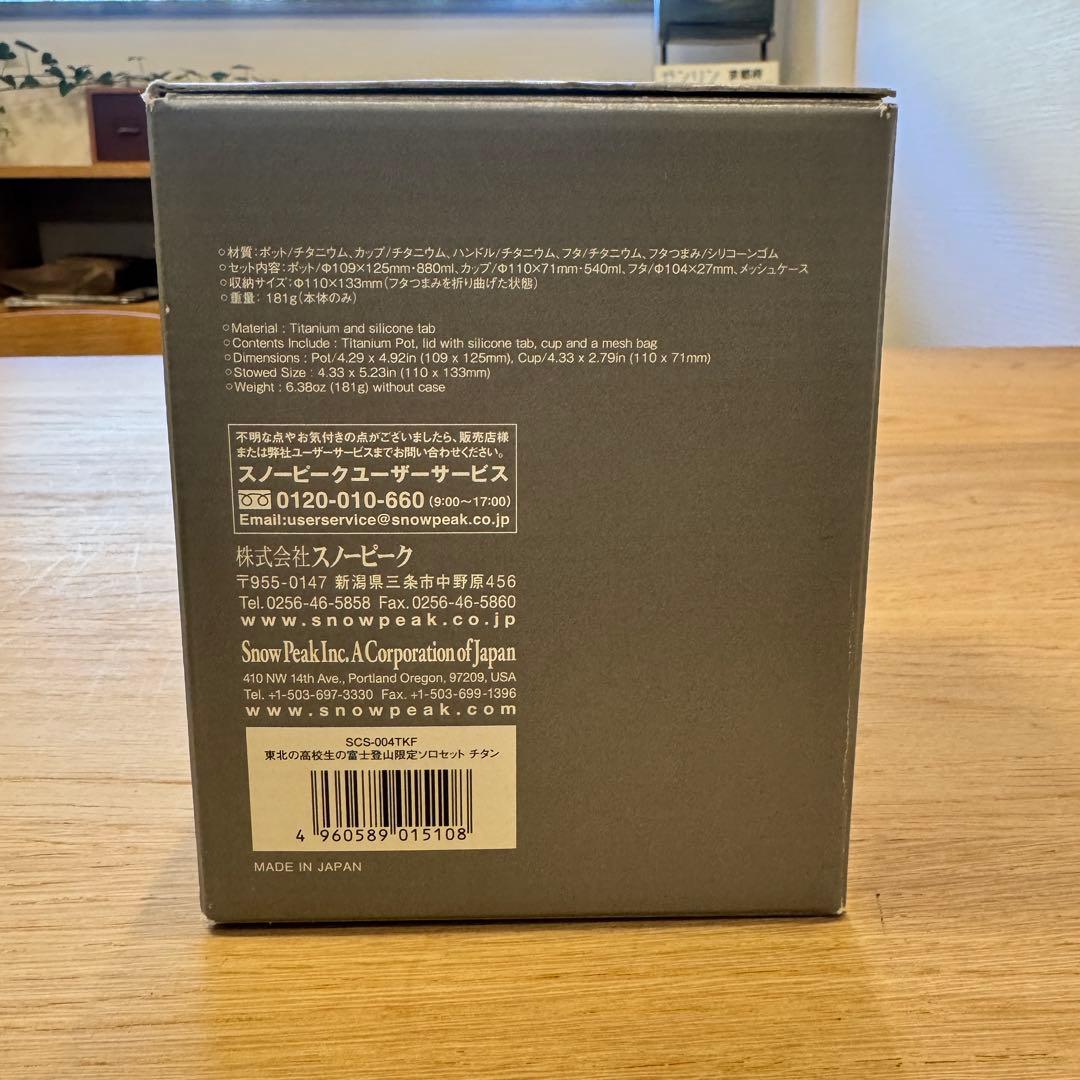 ゼンリン 京都府
○材質：ポット/チタニウム、カップ/チタニウム、ハンドル/チタニウム、フタ/チタニウム、フタつまみ/シリコーンゴム
○セット内容：ポット/Φ109×125mm・880ml、カップ/Φ110×71mm・540ml、フタ/Φ104×27mm、メッシュケース
○収納サイズ：Φ110×133mm（フタつまみを折り曲げた状態）
○重量：181g（本体のみ）
○Material : Titanium and silicone tab
○Contents Include : Titanium Pot, lid with silicone tab, cup and a mesh bag
○Dimensions : Pot/4.29 x 4.92in (109 x 125mm), Cup/4.33 x 2.79in (110 x 71mm)
○Stowed Size : 4.33 x 5.23in (110 x 133mm)
○Weight : 6.38oz (181g) without case
不明な点やお気付きの点がございましたら、販売店様
または弊社ユーザーサービスまでお問い合わせください。
スノーピークユーザーサービス
0120-010-660 (9:00～17:00)
Email:userservice@snowpeak.co.jp
株式会社スノーピーク
〒955-0147 新潟県三条市中野原456
Tel. 0256-46-5858 Fax. 0256-46-5860
www.snowpeak.co.jp
Snow Peak Inc. A Corporation of Japan
410 NW 14th Ave., Portland Oregon, 97209, USA
Tel. +1-503-697-3330 Fax. +1-503-699-1396
www.snowpeak.com
SCS-004TKF
東北の高校生の富士登山限定ソロセット チタン
4 960589 015108
MADE IN JAPAN